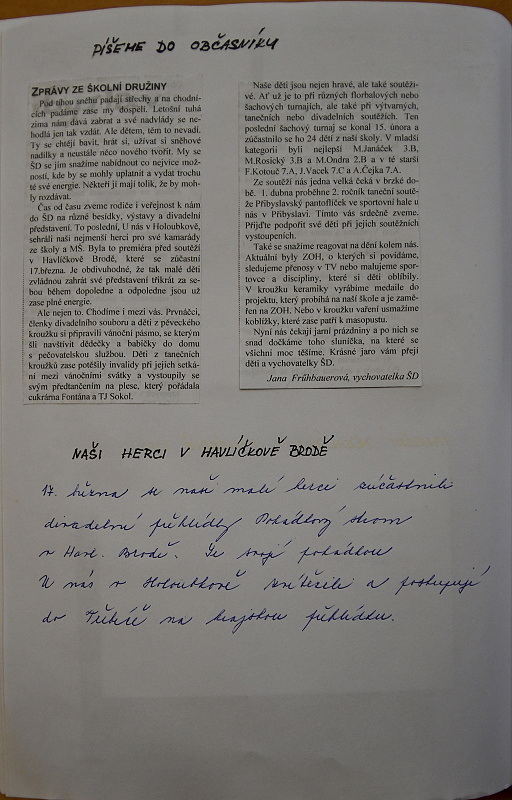 PÍŠEME DO OBČASNÍKU
ZPRÁVY ZE ŠKOLNÍ DRUŽINY
Pod tíhou sněhu padají střechy a na chodní-
cích padáme zase my dospělí. Letošní tuhá
zima nám dává zabrat a své nadvlády se ne-
hodlá jen tak vzdát. Ale dětem, těm to nevadí.
Ty se chtějí bavit, hrát si, užívat si sněhové
nadílky a neustále něco nového tvořit. My se
ŠD se jim snažíme nabídnout co nejvíce mož-
ností, kde by se mohly uplatnit a vydat trochu
té své energie. Někteří jí mají tolik, že by moh-
ly rozdávat.
Čas od času zveme rodiče i veřejnost k nám
do ŠD na různé besídky, výstavy a divadelní
představení. To poslední, U nás v Holoubkově,
sehráli naši nejmenší herci pro své kamarády
ze školy a MŠ. Byla to premiéra před soutěží
v Havlíčkově Brodě, které se zúčastní
17.března. Je obdivuhodné, že tak malé děti
zvládnou zahrát své představení třikrát za se-
bou během dopoledne a odpoledne jsou už
zase plné energie.
Ale nejen to. Chodíme i mezi vás. Prvňáčci,
členky divadelního souboru a děti z pěveckého
kroužku si připravili vánoční pásmo, se kterým
šli navštívit dědečky a babičky do domu
s pečovatelskou službou. Děti z tanečních
kroužků zase potěšily invalidy při jejich setká-
ní mezi vánočními svátky a vystoupily se
svým předtančením na plese, který pořádala
cukrárna Fontána a TJ Sokol.
Naše děti jsou nejen hravé, ale také soutěži-
vé. Ať už je to při různých florbalových nebo
šachových turnajích, ale také při výtvarných,
tanečních nebo divadelních soutěžích. Ten
poslední šachový turnaj se konal 15. února a
zúčastnilo se ho 24 dětí z naší školy. V mladší
kategorii byli nejlepší M.Janáček 3.B,
M.Rosický 3.B a M.Ondra 2.B a v té starší
F.Kotouč 7.A, J.Vacek 7.C a A.Čejka 7.A.
Ze soutěží nás jedna velká čeká v brzké do-
bě. 1. dubna proběhne 2. ročník taneční soutě-
že Přibyslavský pantoflíček ve sportovní hale u
nás v Přibyslavi. Tímto vás srdečně zveme.
Přijďte podpořit své děti při jejich soutěžních
vystoupeních.
Také se snažíme reagovat na dění kolem nás.
Aktuální byly ZOH, o kterých si povídáme,
sledujeme přenosy v TV nebo malujeme spor-
tovce a disciplíny, které si děti oblíbily.
V kroužku keramiky vyrábíme medaile do
projektu, který probíhá na naší škole a je zamě-
řen na ZOH. Nebo v kroužku vaření usmažíme
koblížky, které zase patří k masopustu.
Nyní nás čekají jarní prázdniny a po nich se
snad dočkáme toho sluníčka, na které se
všichni moc těšíme. Krásné jaro vám přejí
děti a vychovatelky ŠD.
Jana Frühbauerová, vychovatelka ŠD
NAŠI HERCI V HAVLÍČKOVĚ BRODĚ
17. března se naši malí herci zúčastnili
divadelní přehlídky Pohádkový strom
v Havl. Brodě. Se svojí pohádkou
U nás v Holoubkově zvítězili a postupují
do Třebíče na krajskou přehlídku.